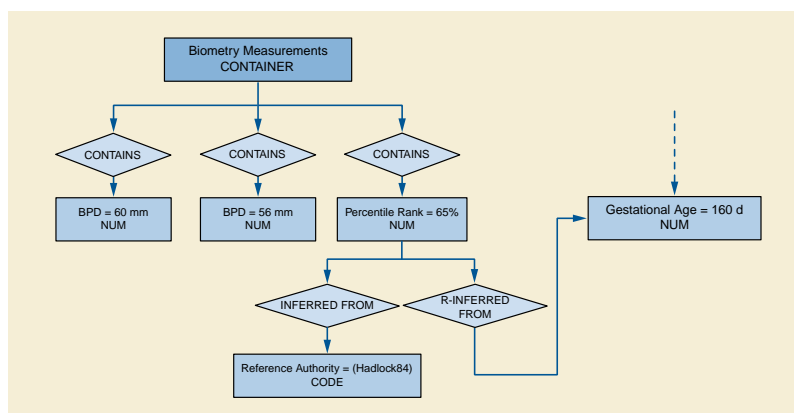 Biometry Measurements
CONTAINER
CONTAINS
CONTAINS
CONTAINS
BPD = 60 mm
NUM
BPD = 56 mm
NUM
Percentile Rank = 65%
NUM
Gestational Age = 160 d
NUM
INFERRED FROM
R-INFERRED
FROM
Reference Authority = (Hadlock84)
CODE